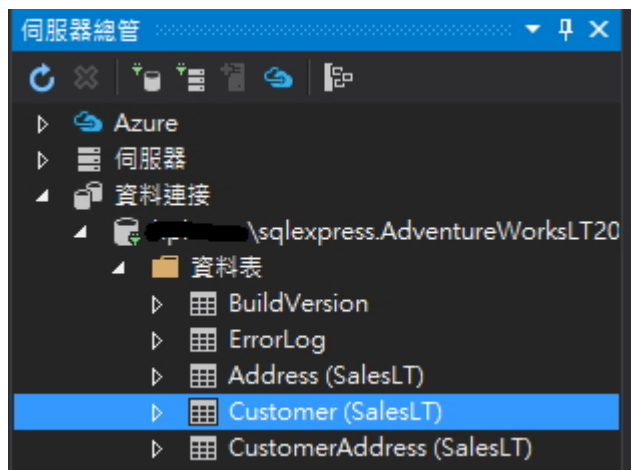 伺服器總管
Azure
伺服器
資料連接
\sqlexpress.AdventureWorksLT20
資料表
BuildVersion
ErrorLog
Address (SalesLT)
Customer (SalesLT)
CustomerAddress (SalesLT)